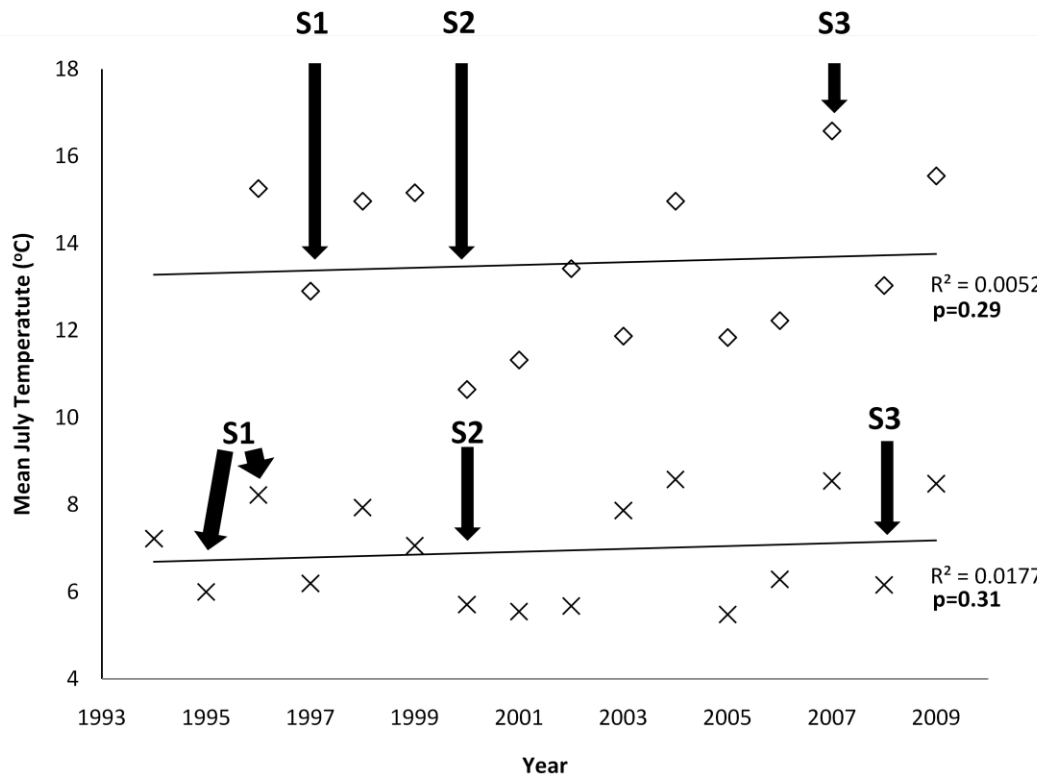 S1 S2 S3
18
16
14
12
10
8
6
4
Mean July Temperatute (ºC)
R² = 0.0052
p=0.29
S1 S2 S3
R² = 0.0177
p=0.31
1993 1995 1997 1999 2001 2003 2005 2007 2009
Year